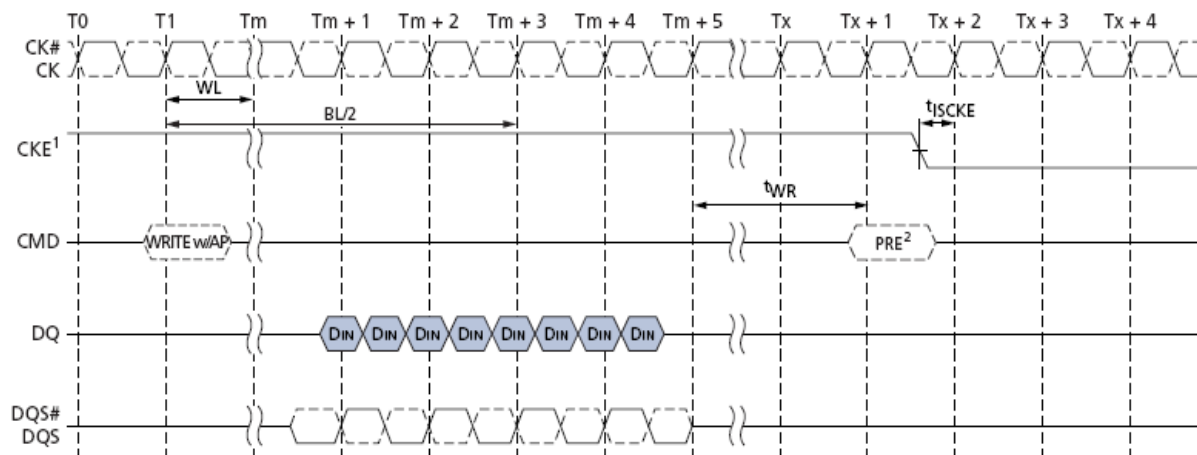 T0 T1 Tm Tm + 1 Tm + 2 Tm + 3 Tm + 4 Tm + 5 Tx Tx + 1 Tx + 2 Tx + 3 Tx + 4
CK#
CK
WL
BL/2
tISCKE
CKE1
tWR
CMD WRITE w/AP PRE2
DQ DIN DIN DIN DIN DIN DIN DIN DIN
DQS#
DQS